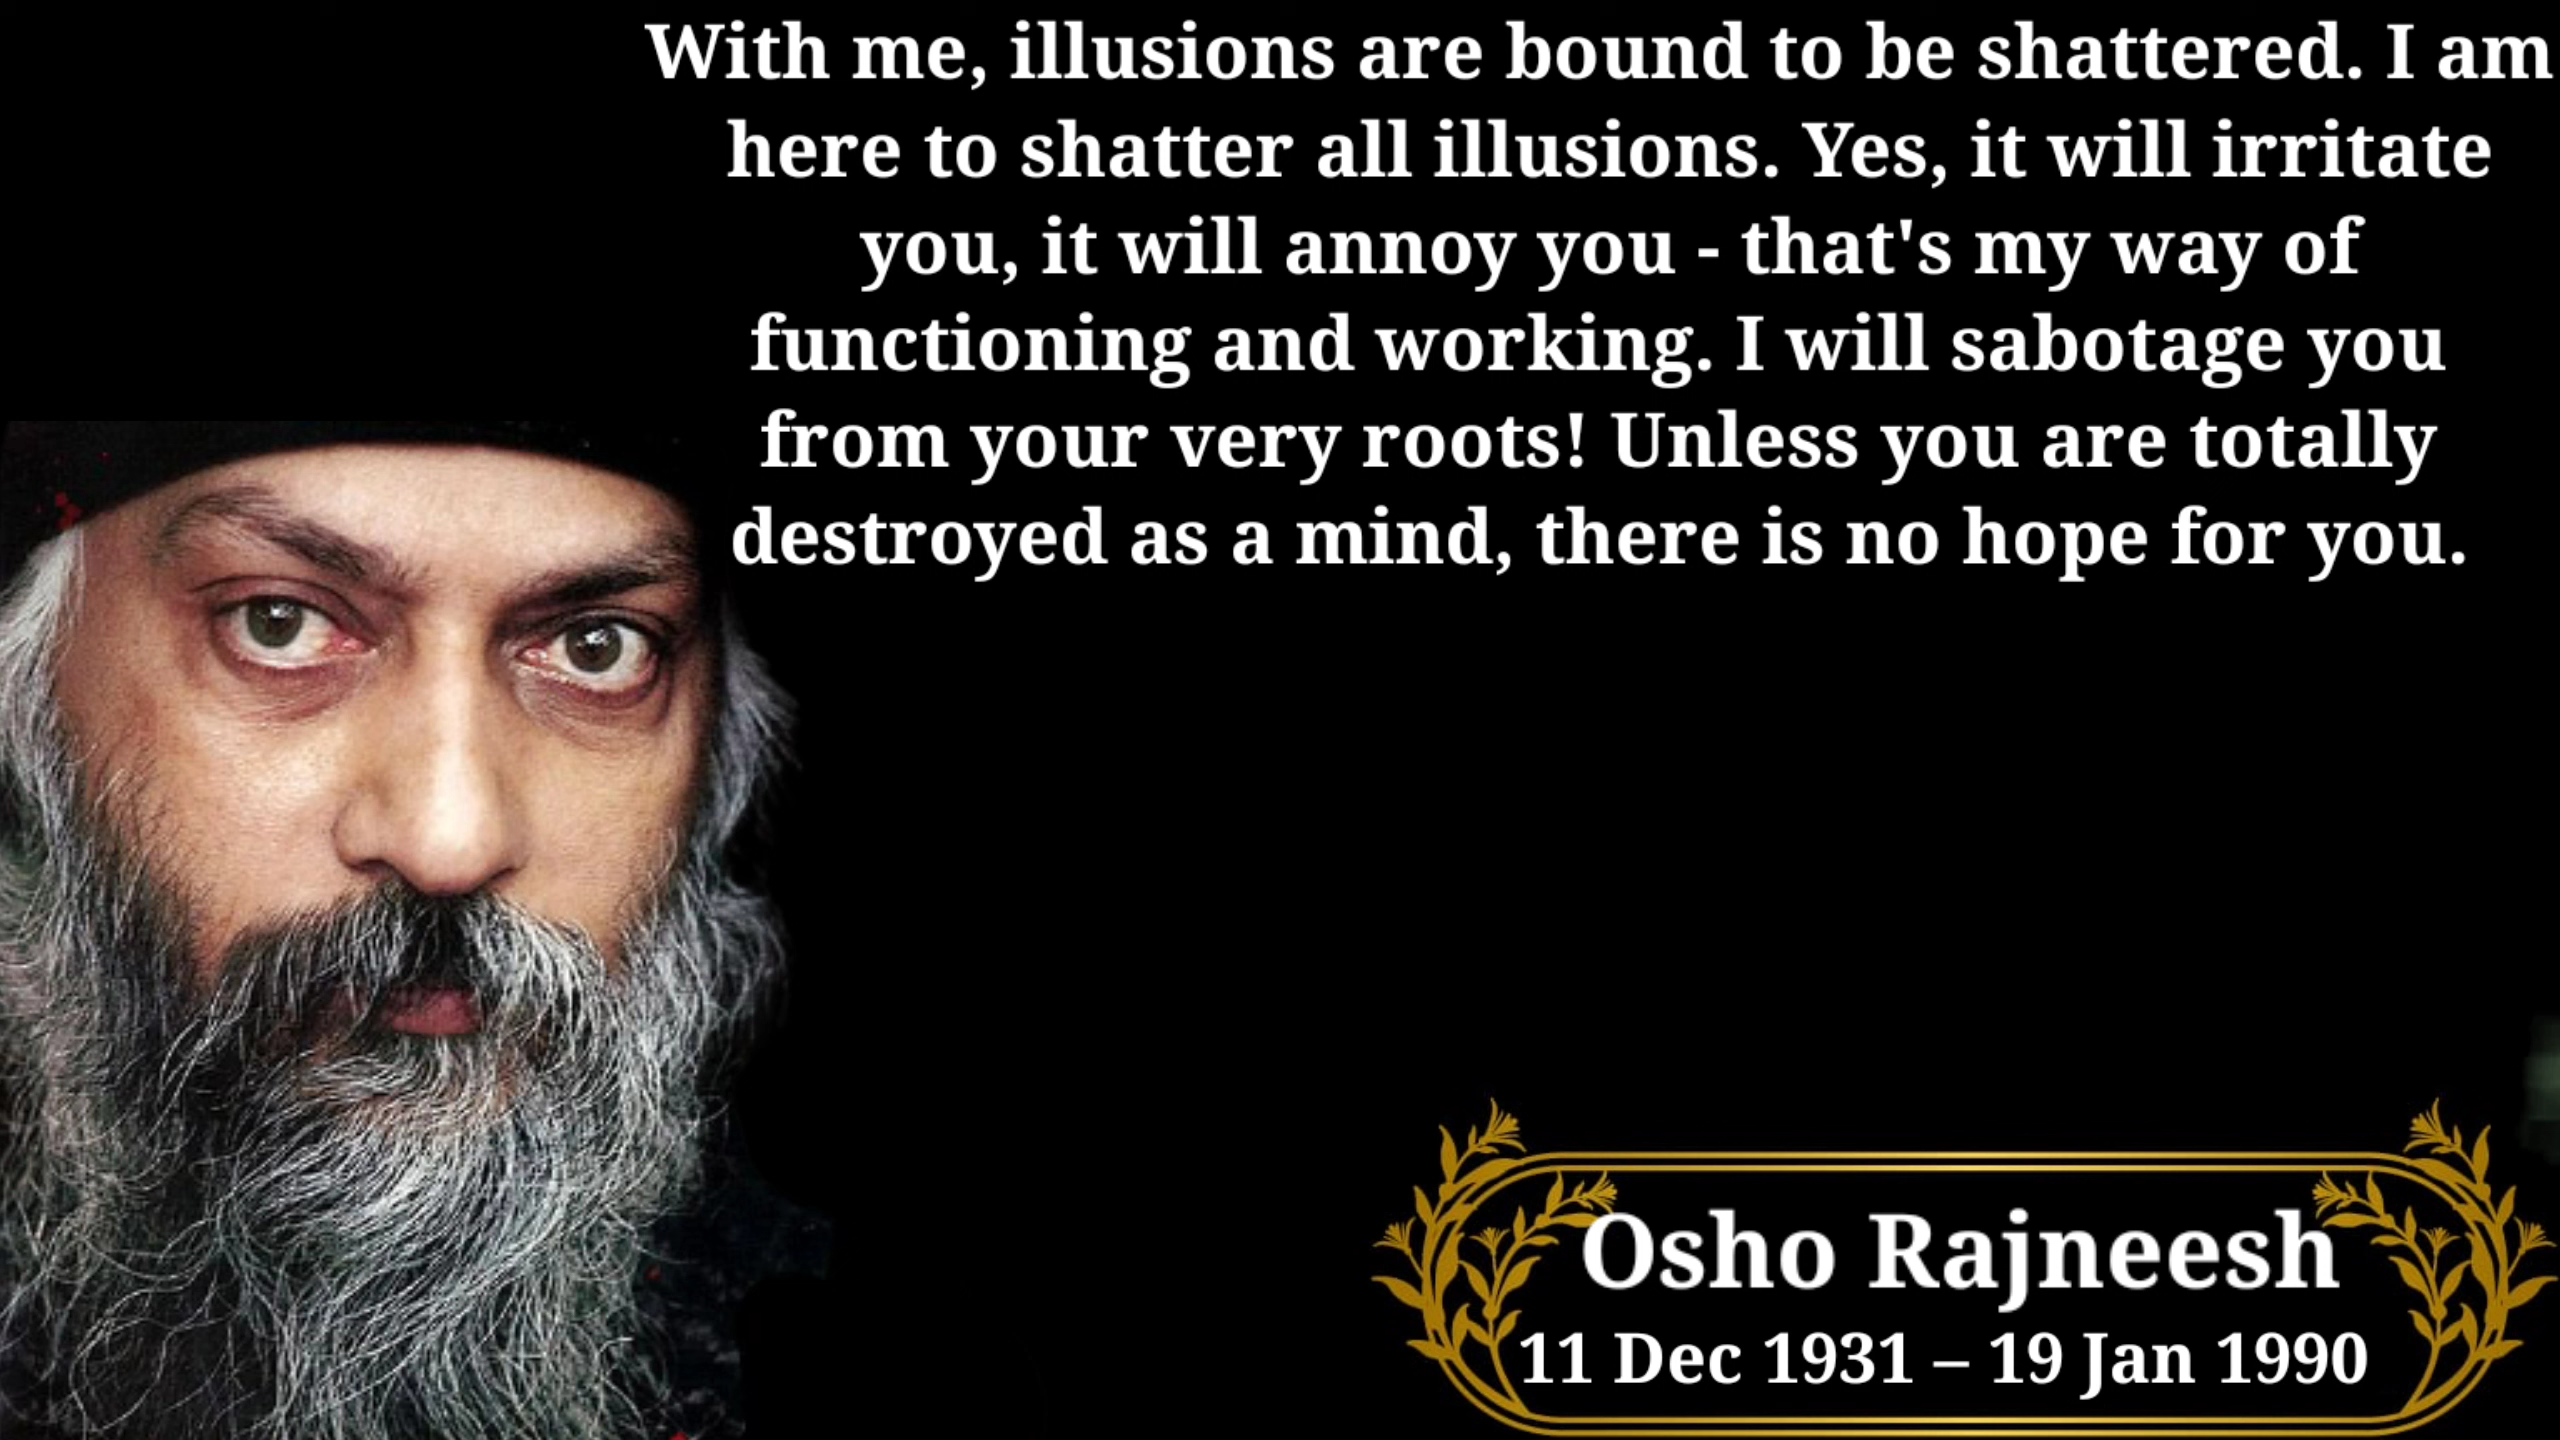 With me, illusions are bound to be shattered. I am
here to shatter all illusions. Yes, it will irritate
you, it will annoy you - that's my way of
functioning and working. I will sabotage you
from your very roots! Unless you are totally
destroyed as a mind, there is no hope for you.
Osho Rajneesh
11 Dec 1931 – 19 Jan 1990